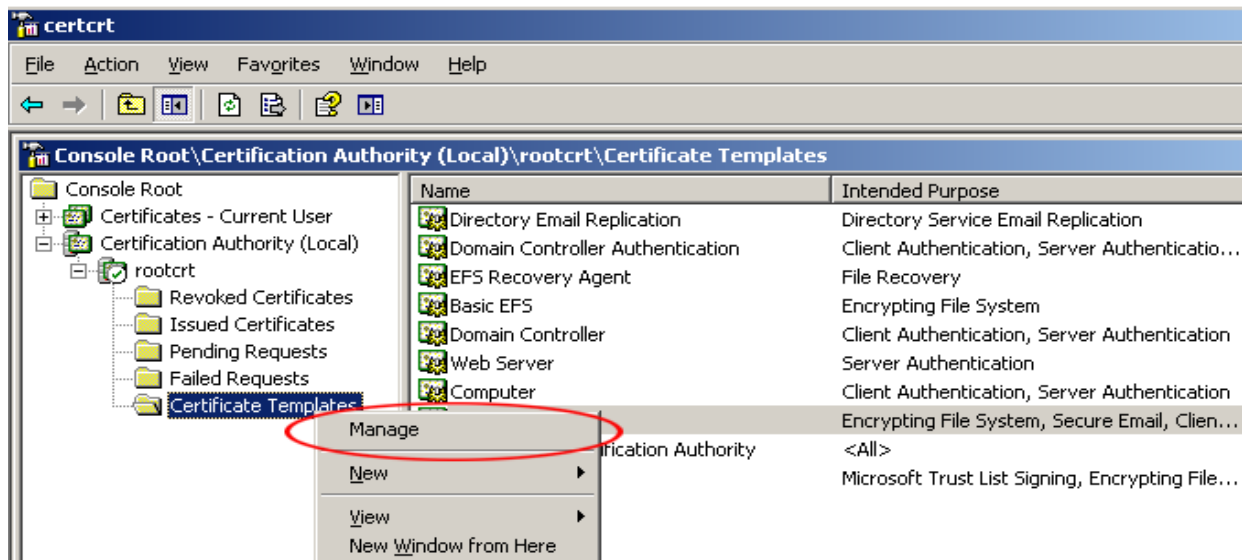 certcrt
File Action View Favorites Window Help
Console Root\Certification Authority (Local)\rootcrt\Certificate Templates
Console Root
Certificates - Current User
Certification Authority (Local)
rootcrt
Revoked Certificates
Issued Certificates
Pending Requests
Failed Requests
Certificate Templates
Name Intended Purpose
Directory Email Replication Directory Service Email Replication
Domain Controller Authentication Client Authentication, Server Authenticatio...
EFS Recovery Agent File Recovery
Basic EFS Encrypting File System
Domain Controller Client Authentication, Server Authentication
Web Server Server Authentication
Computer Client Authentication, Server Authentication
Encrypting File System, Secure Email, Clien...
ification Authority <All>
Microsoft Trust List Signing, Encrypting File...
Manage
New
View
New Window from Here